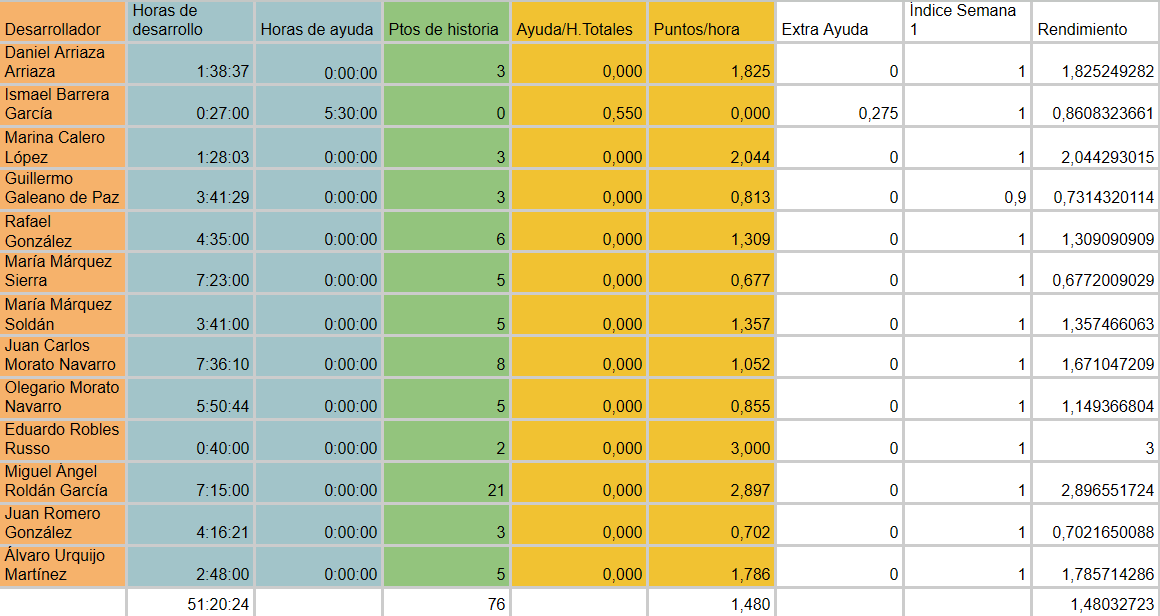 Desarrollador Horas de desarrollo Horas de ayuda Ptos de historia Ayuda/H.Totales Puntos/hora Extra Ayuda Índice Semana 1 Rendimiento
Daniel Arriaza Arriaza 1:38:37 0:00:00 3 0,000 1,825 0 1 1,825249282
Ismael Barrera García 0:27:00 5:30:00 0 0,550 0,000 0,275 1 0,8608323661
Marina Calero López 1:28:03 0:00:00 3 0,000 2,044 0 1 2,044293015
Guillermo Galeano de Paz 3:41:29 0:00:00 3 0,000 0,813 0 0,9 0,7314320114
Rafael González 4:35:00 0:00:00 6 0,000 1,309 0 1 1,309090909
María Márquez Sierra 7:23:00 0:00:00 5 0,000 0,677 0 1 0,6772009029
María Márquez Soldán 3:41:00 0:00:00 5 0,000 1,357 0 1 1,357466063
Juan Carlos Morato Navarro 7:36:10 0:00:00 8 0,000 1,052 0 1 1,671047209
Olegario Morato Navarro 5:50:44 0:00:00 5 0,000 0,855 0 1 1,149366804
Eduardo Robles Russo 0:40:00 0:00:00 2 0,000 3,000 0 1 3
Miguel Ángel Roldán García 7:15:00 0:00:00 21 0,000 2,897 0 1 2,896551724
Juan Romero González 4:16:21 0:00:00 3 0,000 0,702 0 1 0,7021650088
Álvaro Urquijo Martínez 2:48:00 0:00:00 5 0,000 1,786 0 1 1,785714286
51:20:24 76 1,480 1,48032723